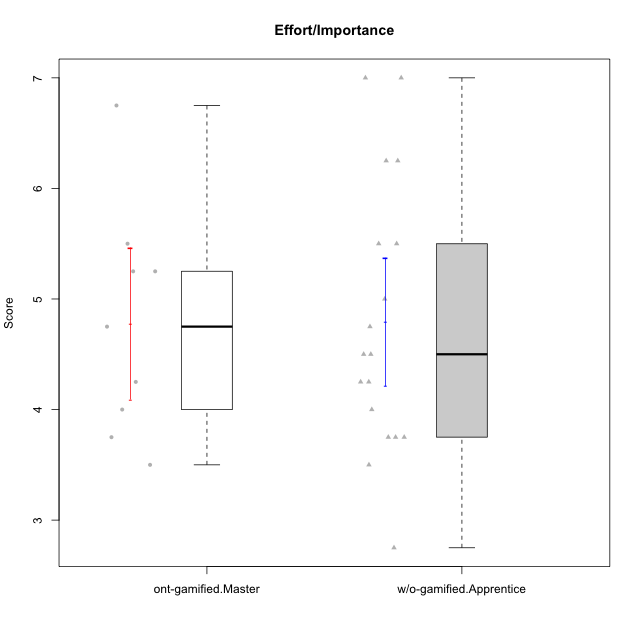 Effort/Importance
7
6
5
4
3
Score
ont-gamified.Master
w/o-gamified.Apprentice